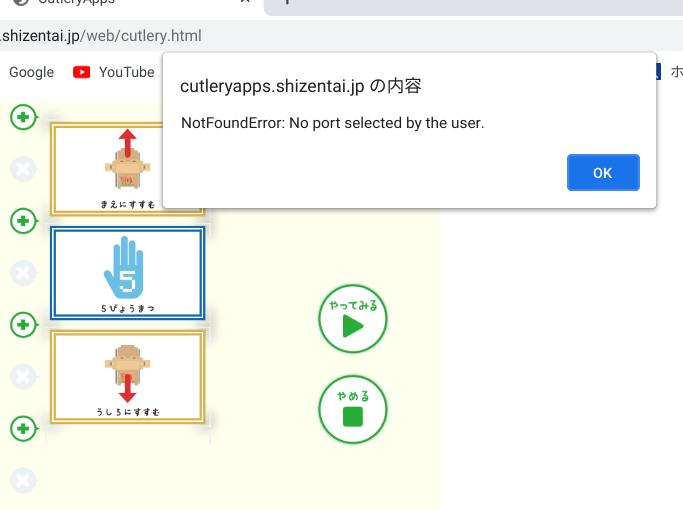 CutleryApps
.shizentai.jp/web/cutlery.html
Google
YouTube
ホ
cutleryapps.shizentai.jp の内容
NotFoundError: No port selected by the user.
OK
まえにすすむ
5
5びょうまつ
やってみる
うしろにすすむ
やめる